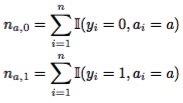 n_{a,0} = \sum_{i=1}^{n} \mathbb{I}(y_i = 0, a_i = a)
n_{a,1} = \sum_{i=1}^{n} \mathbb{I}(y_i = 1, a_i = a)